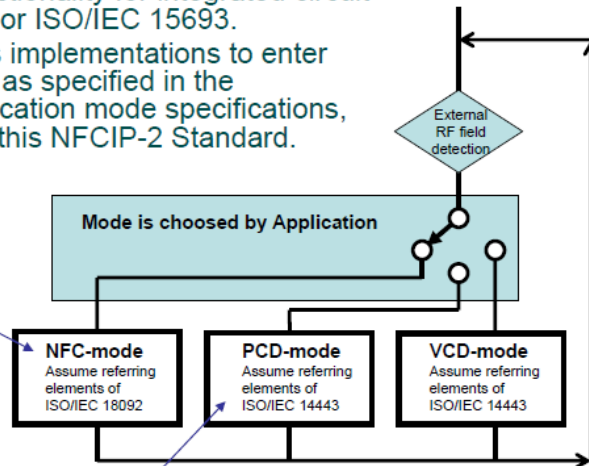 or ISO/IEC 15693.
s implementations to enter
as specified in the
ication mode specifications,
this NFCIP-2 Standard.
External
RF field
detection
Mode is choosed by Application
NFC-mode
Assume referring
elements of
ISO/IEC 18092
PCD-mode
Assume referring
elements of
ISO/IEC 14443
VCD-mode
Assume referring
elements of
ISO/IEC 14443